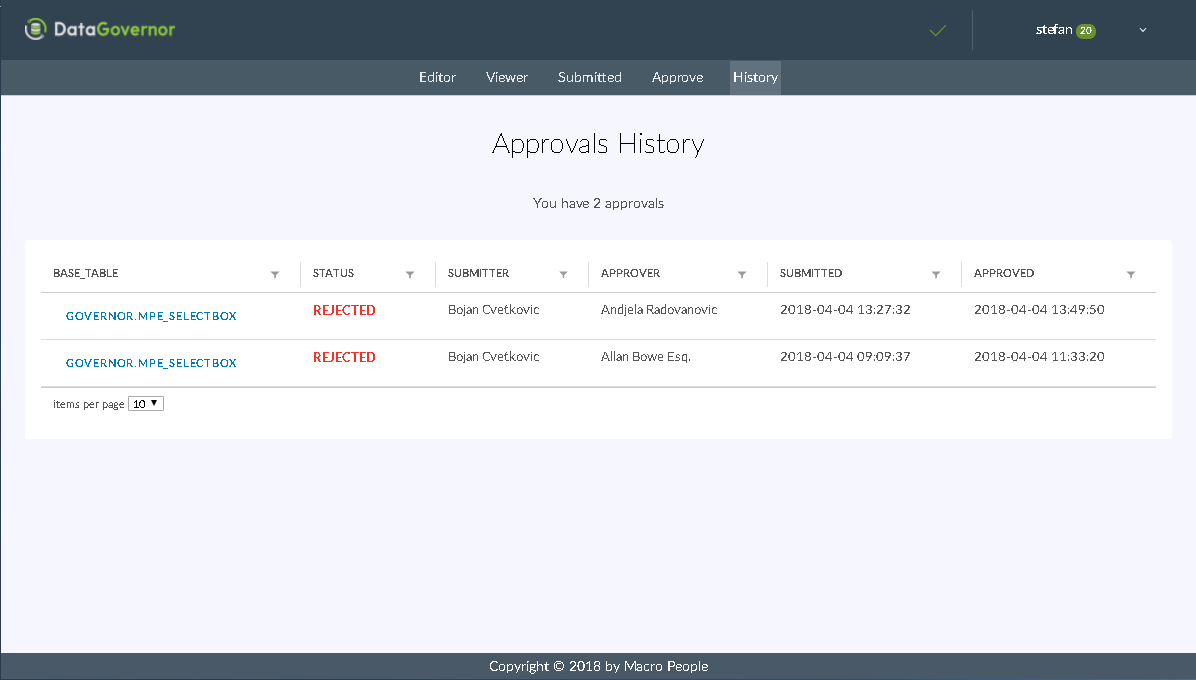 DataGovernor
stefan 20
Editor Viewer Submitted Approve History
Approvals History
You have 2 approvals
BASE_TABLE STATUS SUBMITTER APPROVER SUBMITTED APPROVED
GOVERNOR.MPE_SELECTBOX REJECTED Bojan Cvetkovic Andjela Radovanovic 2018-04-04 13:27:32 2018-04-04 13:49:50
GOVERNOR.MPE_SELECTBOX REJECTED Bojan Cvetkovic Allan Bowe Esq. 2018-04-04 09:09:37 2018-04-04 11:33:20
items per page 10
Copyright © 2018 by Macro People